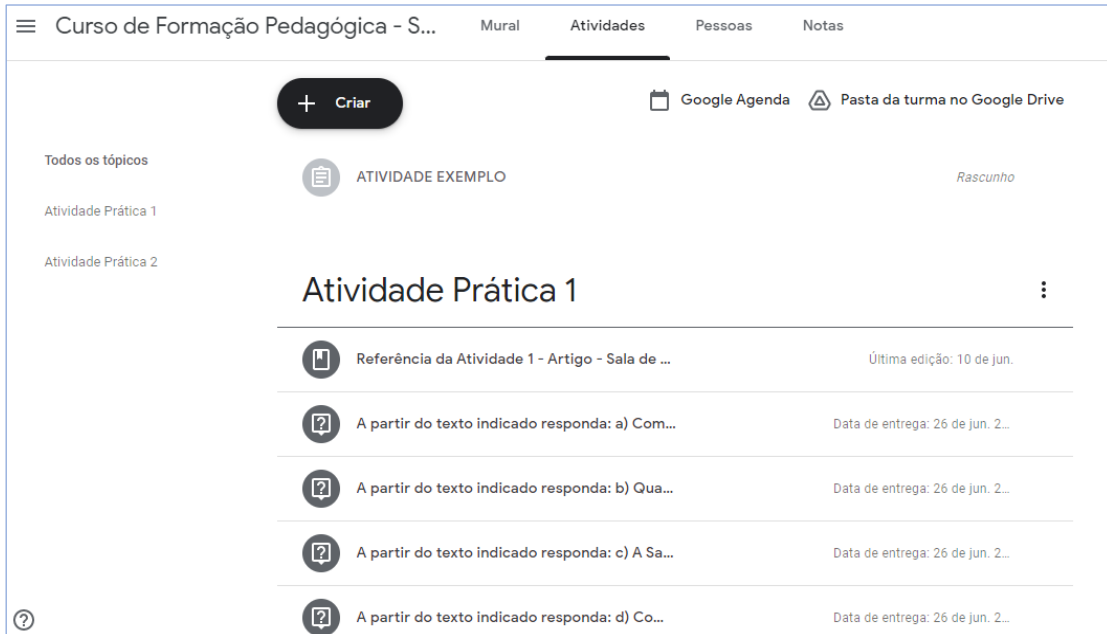 Curso de Formação Pedagógica - S... Mural Atividades Pessoas Notas
Criar Google Agenda Pasta da turma no Google Drive
Todos os tópicos
Atividade Prática 1
Atividade Prática 2
ATIVIDADE EXEMPLO Rascunho
Atividade Prática 1
Referência da Atividade 1 - Artigo - Sala de ... Última edição: 10 de jun.
A partir do texto indicado responda: a) Com... Data de entrega: 26 de jun. 2...
A partir do texto indicado responda: b) Qua... Data de entrega: 26 de jun. 2...
A partir do texto indicado responda: c) A Sa... Data de entrega: 26 de jun. 2...
A partir do texto indicado responda: d) Co... Data de entrega: 26 de jun. 2...